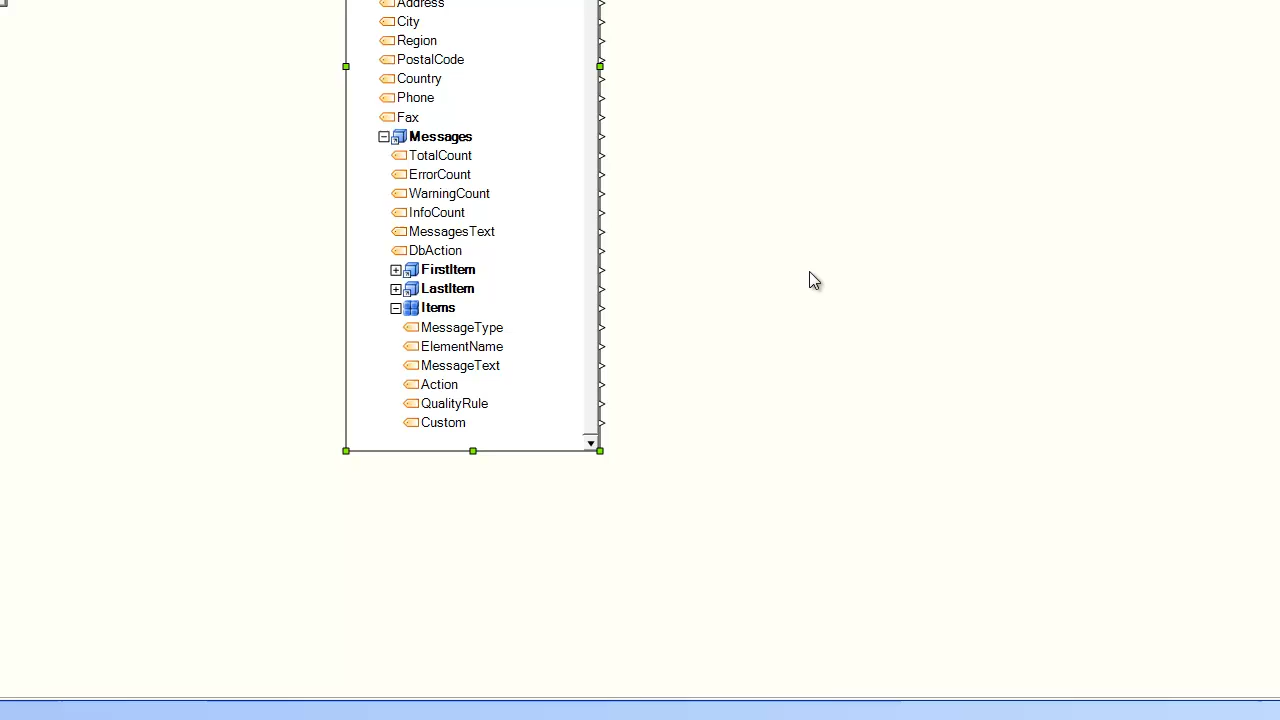 Address
City
Region
PostalCode
Country
Phone
Fax
Messages
TotalCount
ErrorCount
WarningCount
InfoCount
MessagesText
DbAction
FirstItem
LastItem
Items
MessageType
ElementName
MessageText
Action
QualityRule
Custom